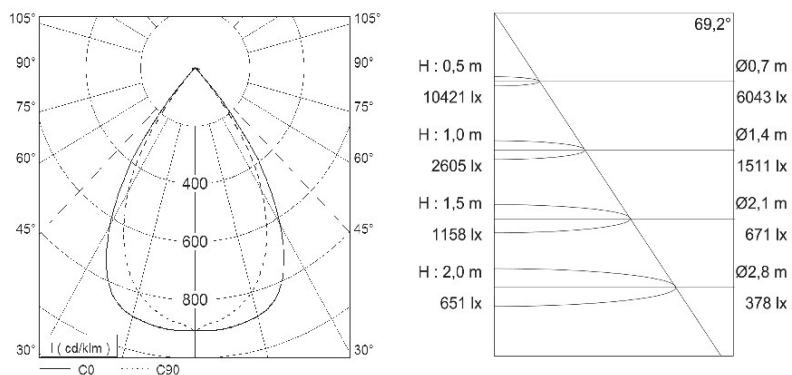 105°
105°
90°
90°
75°
75°
60°
60°
400
45°
45°
600
800
30°
I ( cd/klm )
30°
C0
C90
69,2°
H : 0,5 m
Ø0,7 m
10421 lx
6043 lx
H : 1,0 m
Ø1,4 m
2605 lx
1511 lx
H : 1,5 m
Ø2,1 m
1158 lx
671 lx
H : 2,0 m
Ø2,8 m
651 lx
378 lx